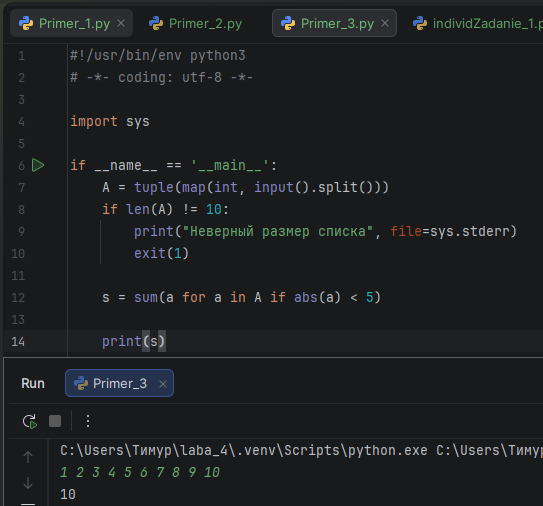 Primer_1.py Primer_2.py Primer_3.py individZadanie_1.p
1 #!/usr/bin/env python3
2 # -*- coding: utf-8 -*-
3
4 import sys
5
6 if __name__ == '__main__':
7 A = tuple(map(int, input().split()))
8 if len(A) != 10:
9 print("Неверный размер списка", file=sys.stderr)
10 exit(1)
11
12 s = sum(a for a in A if abs(a) < 5)
13
14 print(s)
Run Primer_3
C:\Users\Тимур\laba_4\.venv\Scripts\python.exe C:\Users\Тимур
1 2 3 4 5 6 7 8 9 10
10